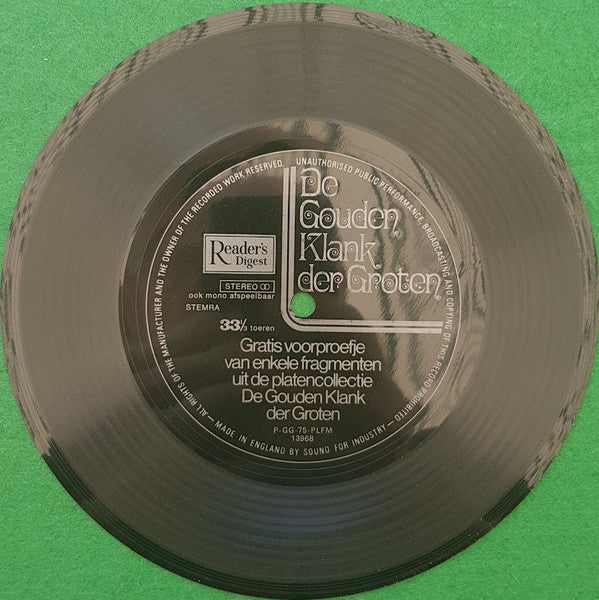 ALL RIGHTS OF THE MANUFACTURER AND THE OWNER OF THE RECORDED WORK RESERVED. UNAUTHORISED PUBLIC PERFORMANCE, BROADCASTING AND COPYING OF THIS RECORD PROHIBITED
De
Gouden
Klank
der Groten
Reader's
Digest
STEREO
ook mono afspeelbaar
STEMRA
33⅓ toeren
Gratis voorproefje
van enkele fragmenten
uit de platencollectie
De Gouden Klank
der Groten
P-GG-75-PLFM
13968
— MADE IN ENGLAND BY SOUND FOR INDUSTRY —